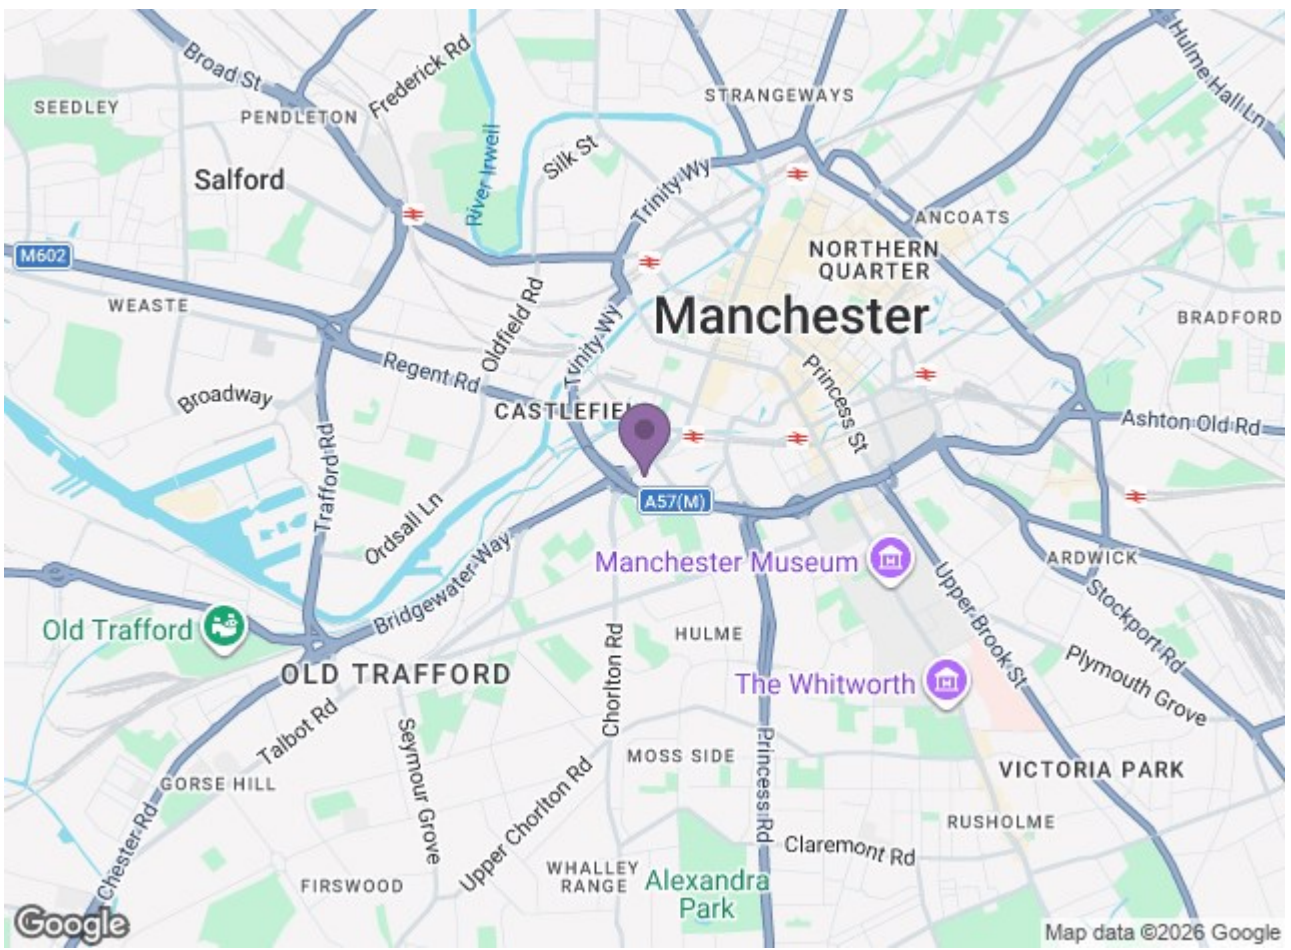 Broad St
Frederick Rd
Hulme Hall Ln
SEEDLEY
PENDLETON
STRANGEWAYS
River Irwell
Silk St
Salford
Trinity Wy
ANCOATS
M602
NORTHERN
QUARTER
WEASTE
Oldfield Rd
Trinity Wy
Manchester
BRADFORD
Regent Rd
Princess St
Broadway
CASTLEFIEL
Ashton Old Rd
Trafford Rd
Ordsall Ln
A57(M)
Bridgewater Way
Manchester Museum
ARDWICK
Upper Brook St
Stockport Rd
Old Trafford
HULME
OLD TRAFFORD
Chorlton Rd
The Whitworth
Plymouth Grove
Talbot Rd
Seymour Grove
MOSS SIDE
Princess Rd
VICTORIA PARK
GORSE HILL
Upper Chorlton Rd
RUSHOLME
Chester Rd
Claremont Rd
WHALLEY
RANGE
FIRSWOOD
Alexandra
Park
Google
Map data ©2026 Google